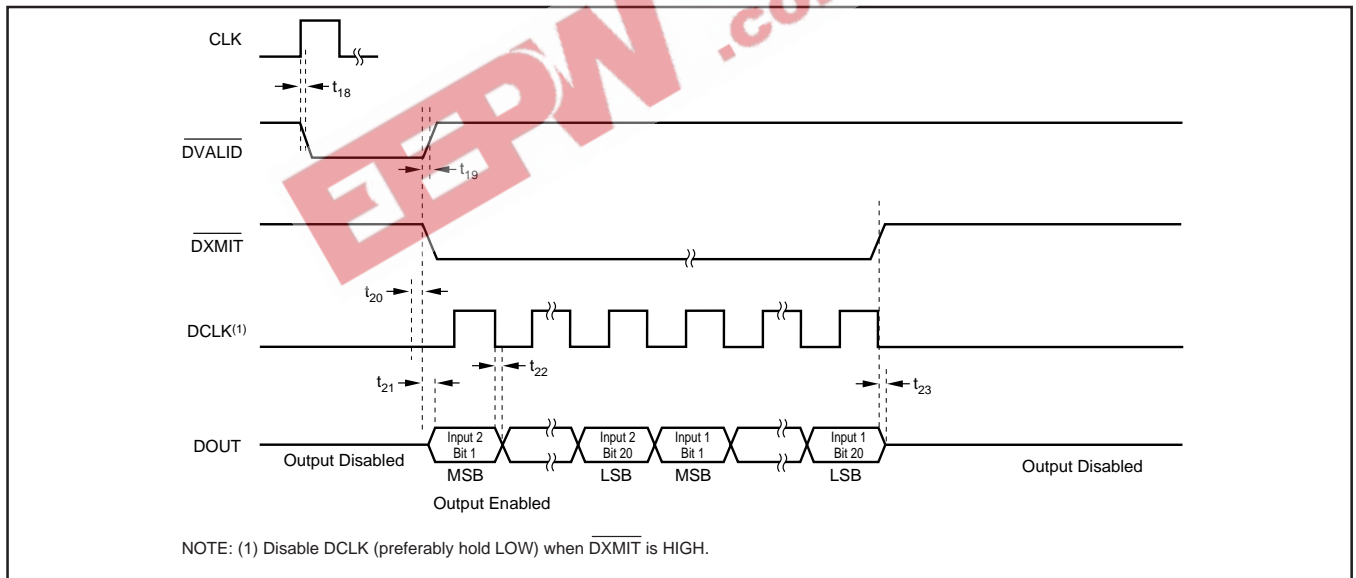 EEPW .com
CLK
t18
DVALID
t19
DXMIT
t20
DCLK(1)
t21
t22
t23
DOUT
Output Disabled
Input 2
Bit 1
MSB
Input 2
Bit 20
LSB
Input 1
Bit 1
MSB
Input 1
Bit 20
LSB
Output Disabled
Output Enabled
NOTE: (1) Disable DCLK (preferably hold LOW) when DXMIT is HIGH.